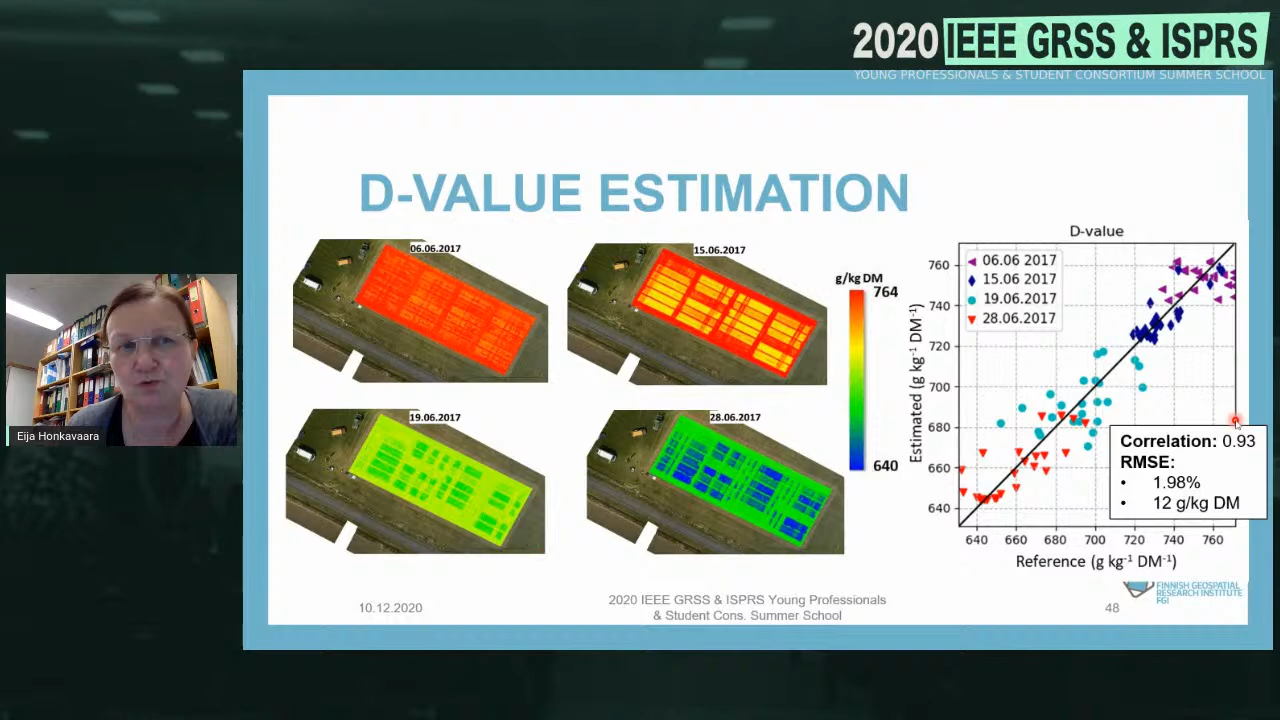 2020 IEEE GRSS & ISPRS
YOUNG PROFESSIONALS & STUDENT CONSORTIUM SUMMER SCHOOL
D-VALUE ESTIMATION
06.06.2017
15.06.2017
19.06.2017
28.06.2017
g/kg DM
764
640
D-value
06.06 2017
15.06 2017
19.06.2017
28.06.2017
760
740
720
700
680
660
640
Estimated (g kg⁻¹ DM⁻¹)
640 660 680 700 720 740 760
Reference (g kg⁻¹ DM⁻¹)
Correlation: 0.93
RMSE:
• 1.98%
• 12 g/kg DM
Eija Honkavaara
10.12.2020
2020 IEEE GRSS & ISPRS Young Professionals
& Student Cons. Summer School
48
FINNISH GEOSPATIAL
RESEARCH INSTITUTE
FGI